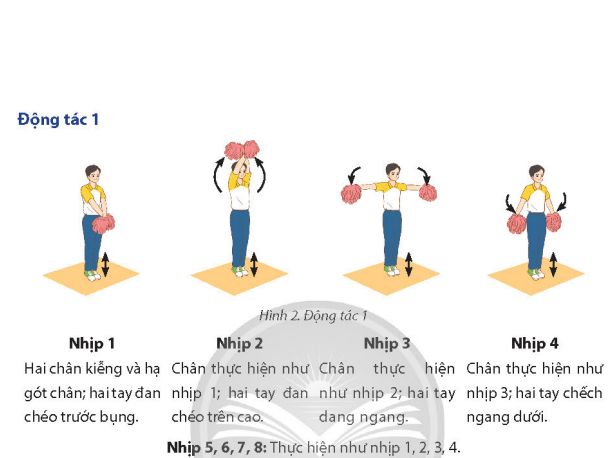 Động tác 1
Hình 2. Động tác 1
Nhịp 1
Hai chân kiễng và hạ
gót chân; hai tay đan
chéo trước bụng.
Nhịp 2
Chân thực hiện như
nhịp 1; hai tay đan
chéo trên cao.
Nhịp 3
Chân thực hiện
như nhịp 2; hai tay
dang ngang.
Nhịp 4
Chân thực hiện như
nhịp 3; hai tay chếch
ngang dưới.
Nhịp 5, 6, 7, 8: Thực hiện như nhịp 1, 2, 3, 4.